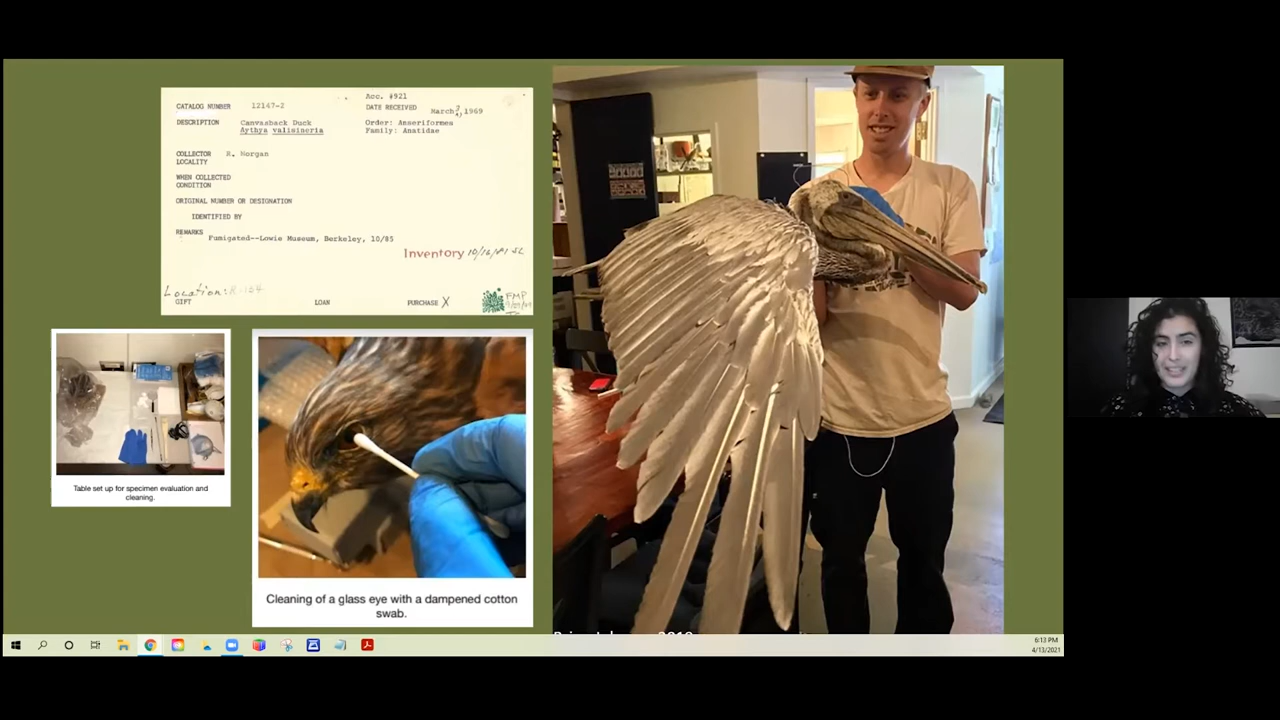 Acc. #921
CATALOG NUMBER 12147-2
DATE RECEIVED March 1969
DESCRIPTION Canvasback Duck
Aythya valisineria
Order: Anseriformes
Family: Anatidae
COLLECTOR R. Morgan
LOCALITY
WHEN COLLECTED
CONDITION
ORIGINAL NUMBER OR DESIGNATION
IDENTIFIED BY
REMARKS
Fumigated--Lowie Museum, Berkeley, 10/85
Inventory
Location:
GIFT LOAN PURCHASE X
FMP
Table set up for specimen evaluation and
cleaning.
Cleaning of a glass eye with a dampened cotton
swab.
6:13 PM
4/13/2021